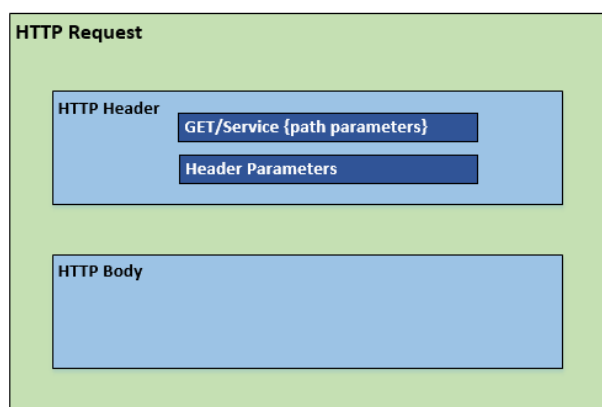 HTTP Request
HTTP Header
GET/Service {path parameters}
Header Parameters
HTTP Body